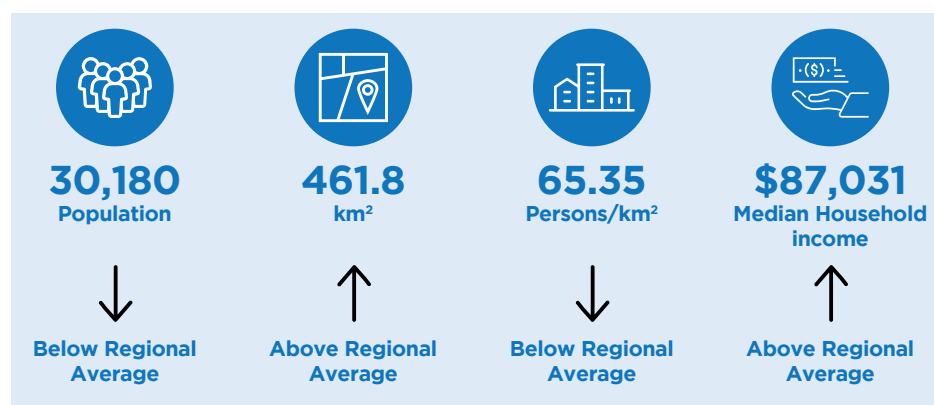 ·($)·
30,180
Population
Below Regional
Average
461.8
km²
Above Regional
Average
65.35
Persons/km²
Below Regional
Average
$87,031
Median Household
income
Above Regional
Average